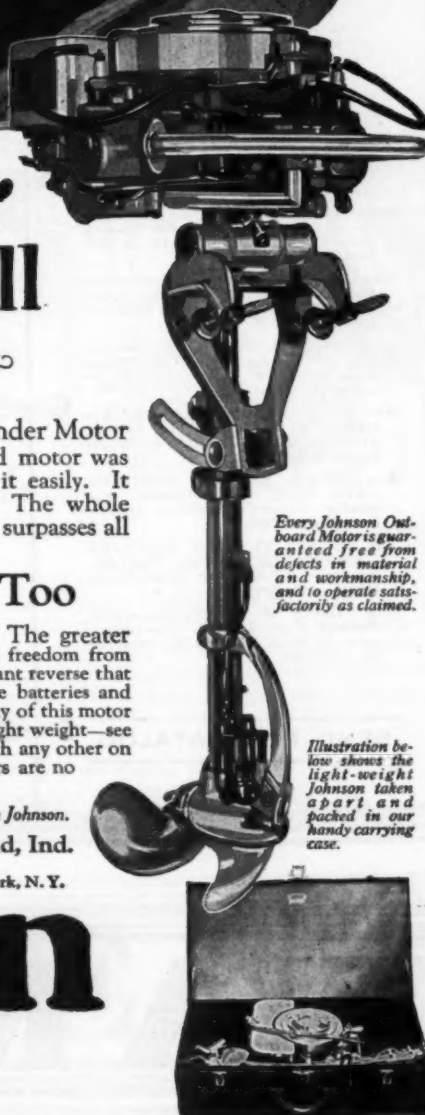 ll
nder Motor
d motor was
it easily. It
The whole
surpasses all
Every Johnson Out-
board Motor is guar-
anteed free from
defects in material
and workmanship,
and to operate satis-
factorily as claimed.
Too
The greater
freedom from
ant reverse that
e batteries and
y of this motor
ght weight—see
h any other on
rs are no
Illustration be-
low shows the
light-weight
Johnson taken
apart and
packed in our
handy carrying
case.
Johnson.
d, Ind.
rk, N. Y.
n